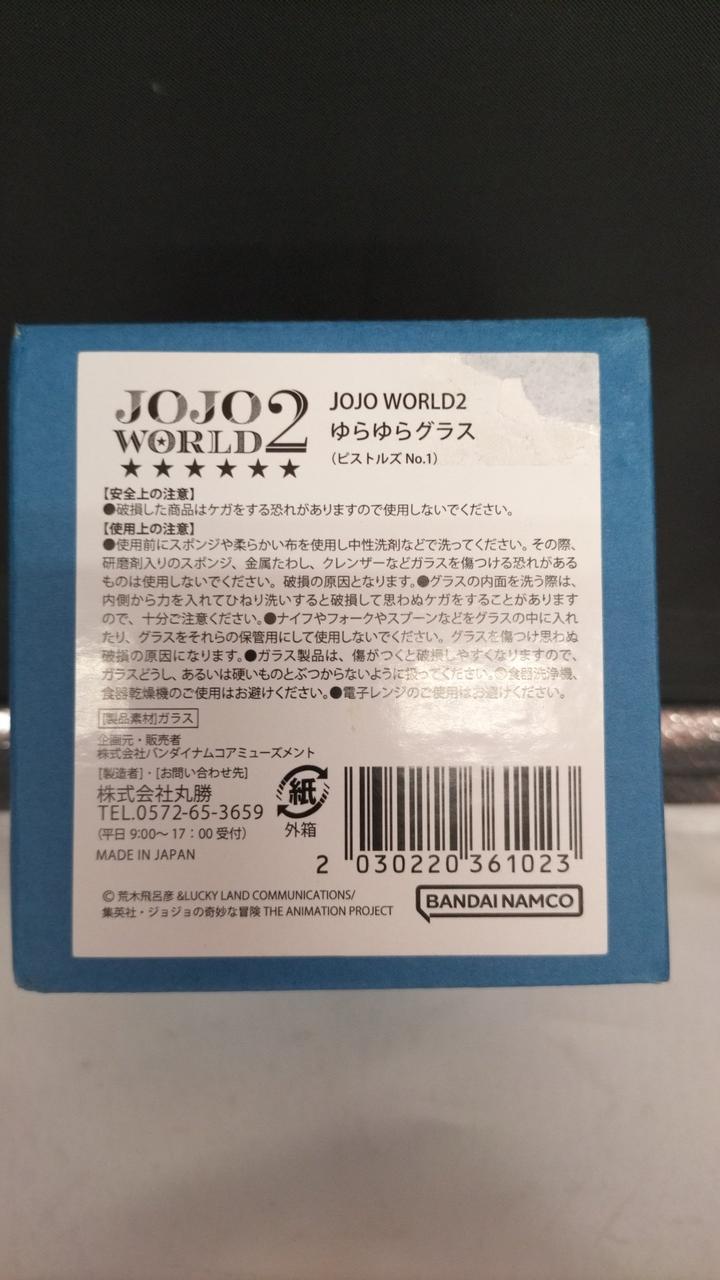 JOJO
WORLD2
★★★★★★
JOJO WORLD2
ゆらゆらグラス
（ピストルズ No.1）
【安全上の注意】
●破損した商品はケガをする恐れがありますので使用しないでください。
【使用上の注意】
●使用前にスポンジや柔らかい布を使用し中性洗剤などで洗ってください。その際、
研磨剤入りのスポンジ、金属たわし、クレンザーなどガラスを傷つける恐れがある
ものは使用しないでください。破損の原因となります。●グラスの内面を洗う際は、
内側から力を入れてひねり洗いすると破損して思わぬケガをすることがあります
ので、十分ご注意ください。●ナイフやフォークやスプーンなどをグラスの中に入れ
たり、グラスをそれらの保管用にして使用しないでください。グラスを傷つけ思わぬ
破損の原因になります。●ガラス製品は、傷がつくと破損しやすくなりますので、
ガラスどうし、あるいは硬いものとぶつからないように扱ってください。●食器洗浄機、
食器乾燥機のご使用はお避けください。●電子レンジのご使用はお避けください。
[製品素材]ガラス
企画元・販売者
株式会社バンダイナムコアミューズメント
[製造者]・[お問い合わせ先]
株式会社丸勝
TEL.0572-65-3659
（平日 9:00～17：00 受付）
MADE IN JAPAN
紙
外箱
2 030220 361023
© 荒木飛呂彦 &LUCKY LAND COMMUNICATIONS/
集英社・ジョジョの奇妙な冒険 THE ANIMATION PROJECT
BANDAI NAMCO